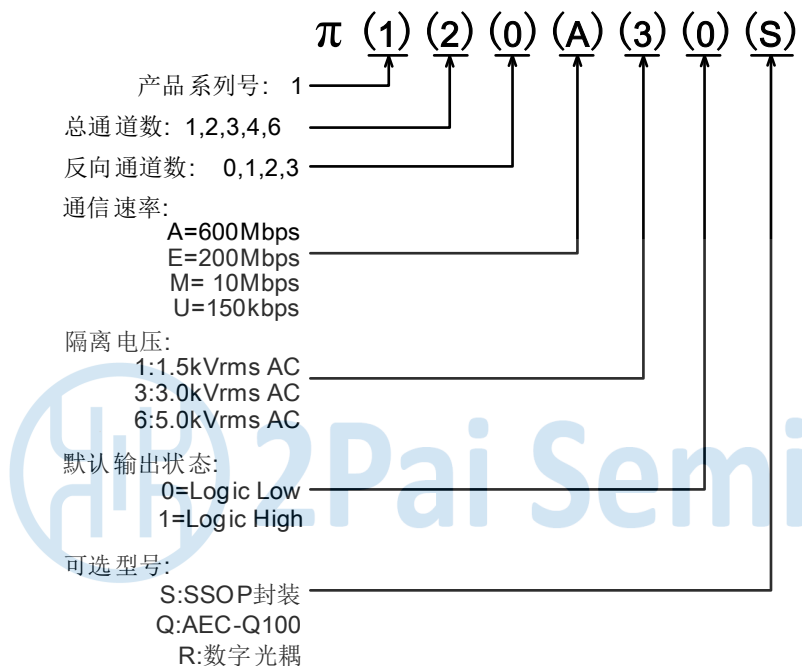 π (1) (2) (0) (A) (3) (0) (S)
产品系列号: 1
总通道数: 1,2,3,4,6
反向通道数: 0,1,2,3
通信速率:
A=600Mbps
E=200Mbps
M= 10Mbps
U=150kbps
隔离电压:
1:1.5kVrms AC
3:3.0kVrms AC
6:5.0kVrms AC
2Pai Semi
默认输出状态:
0=Logic Low
1=Logic High
可选型号:
S:SSOP封装
Q:AEC-Q100
R:数字光耦